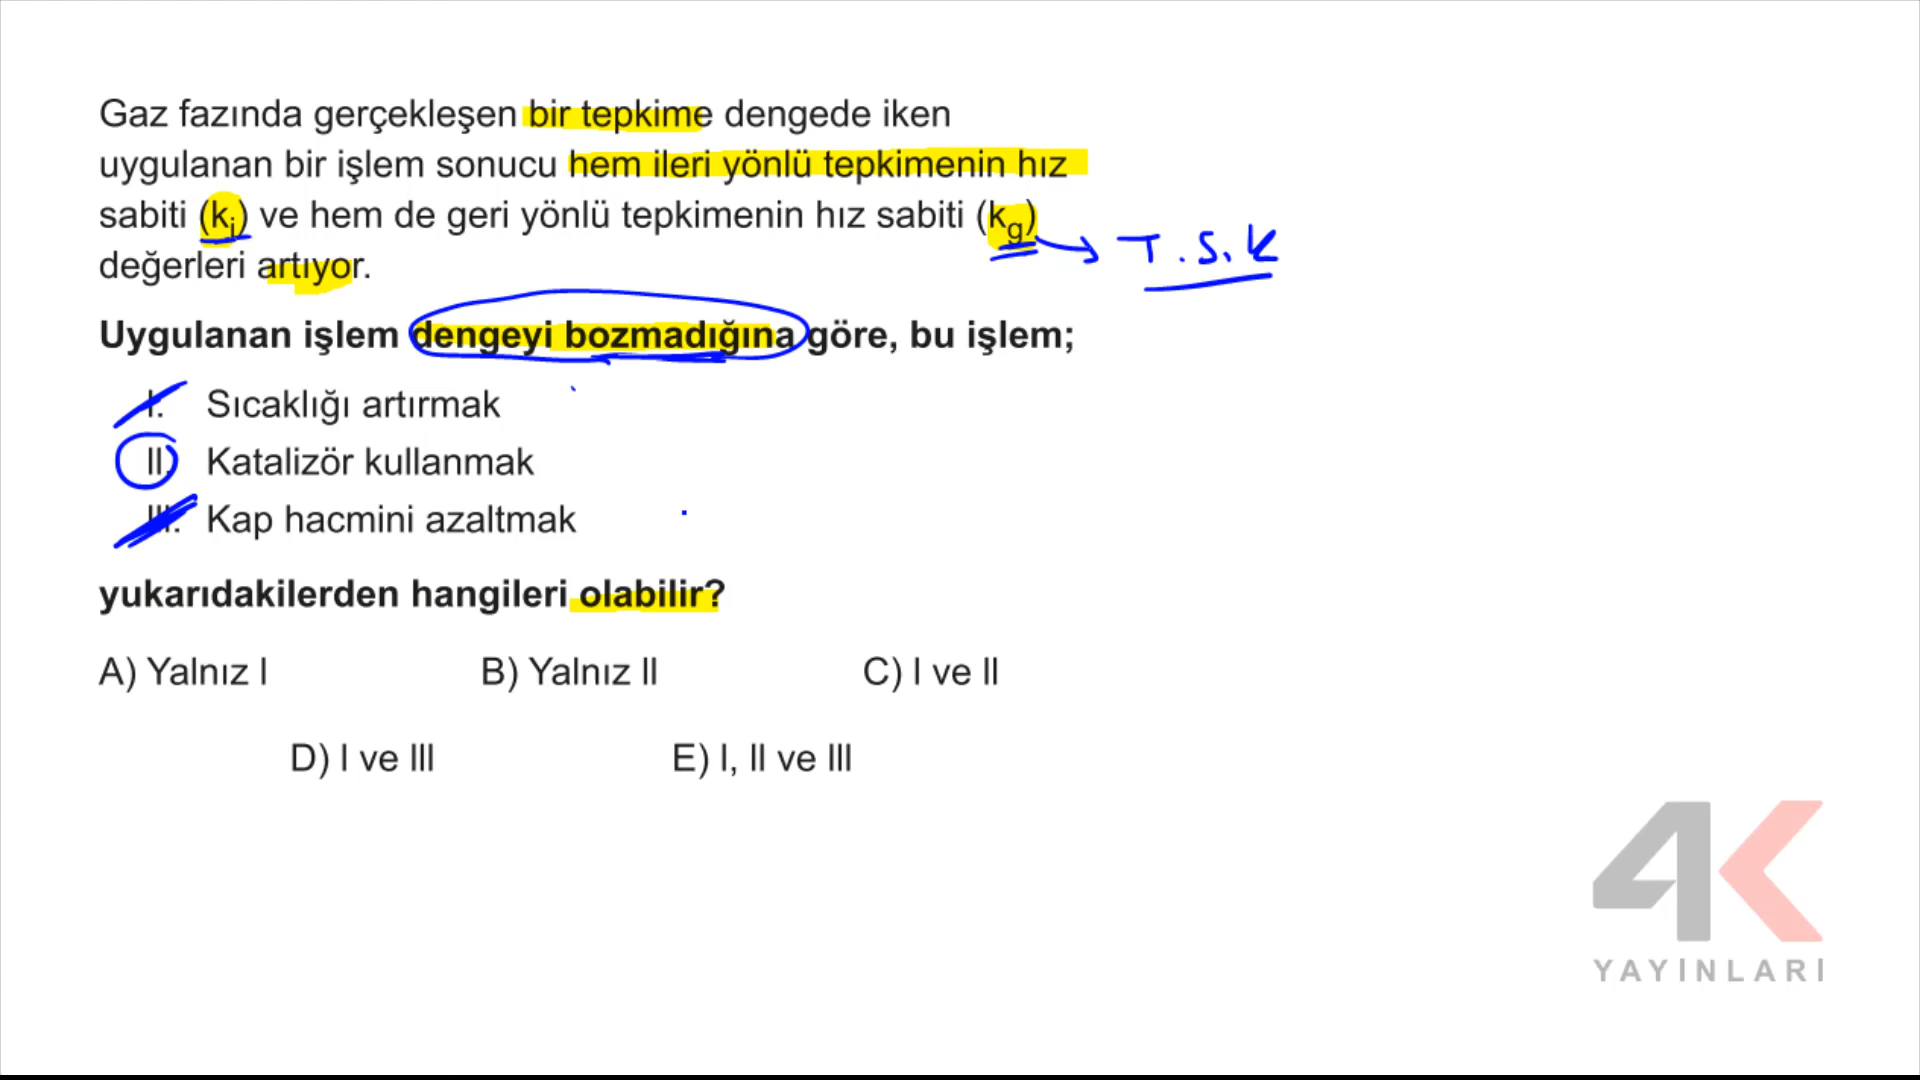 Gaz fazında gerçekleşen bir tepkime dengede iken
uygulanan bir işlem sonucu hem ileri yönlü tepkimenin hız
sabiti (ki) ve hem de geri yönlü tepkimenin hız sabiti (kg)
T.S.K
değerleri artıyor.
Uygulanan işlem dengeyi bozmadığına göre, bu işlem;
I. Sıcaklığı artırmak
II. Katalizör kullanmak
III. Kap hacmini azaltmak
yukarıdakilerden hangileri olabilir?
A) Yalnız I B) Yalnız II C) I ve II
D) I ve III E) I, II ve III
4K
YAYINLARI